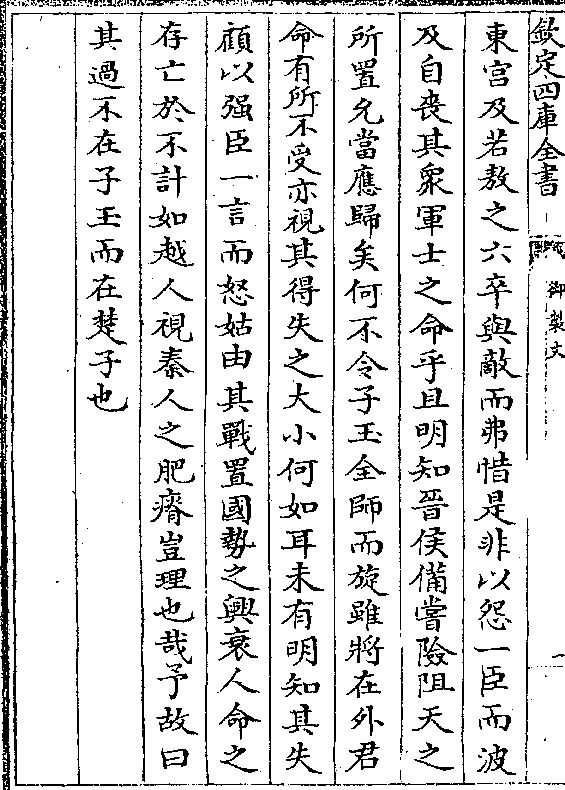 欽定四庫全書
御製文
一
東宮及若敖之六卒與敵而弗惜是非以怨一臣而波
及自喪其衆軍士之命乎且明知晉侯備嘗險阻天之
所置允當應歸矣何不令子玉全師而旋雖將在外君
命有所不受亦視其得失之大小何如耳未有明知其失
顧以强臣一言而怒姑由其戰置國勢之興衰人命之
存亡於不計如越人視秦人之肥瘠豈理也哉予故曰
其過不在子玉而在楚子也